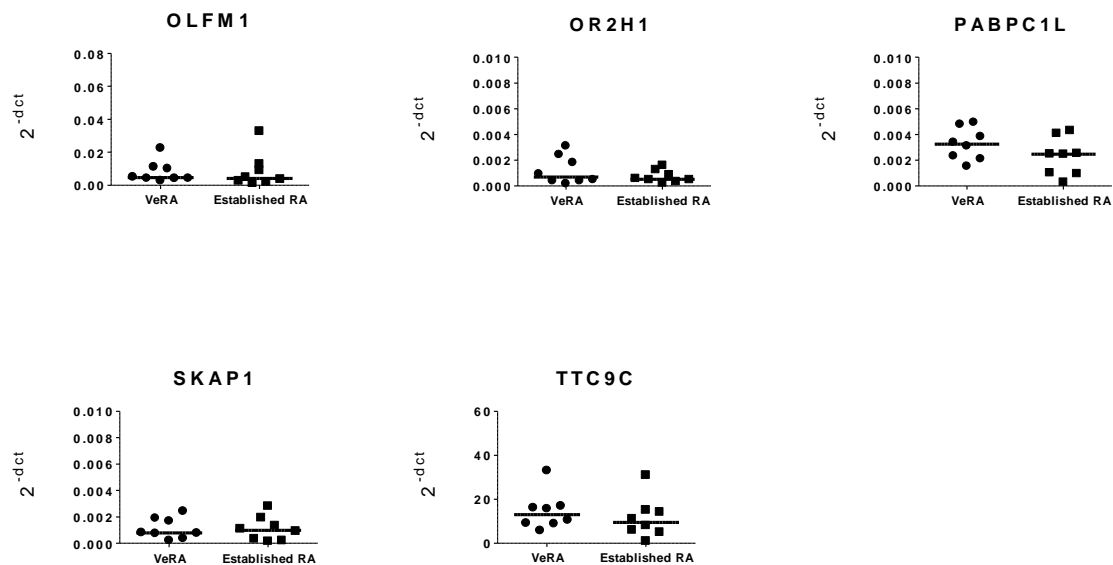 OLFM1
0.08
0.06
2^-dct
0.04
0.02
0.00
VeRA Established RA
OR2H1
0.010
0.008
2^-dct
0.006
0.004
0.002
0.000
VeRA Established RA
PABPC1L
0.010
0.008
2^-dct
0.006
0.004
0.002
0.000
VeRA Established RA
SKAP1
0.010
0.008
2^-dct
0.006
0.004
0.002
0.000
VeRA Established RA
TTC9C
60
40
2^-dct
20
0
VeRA Established RA